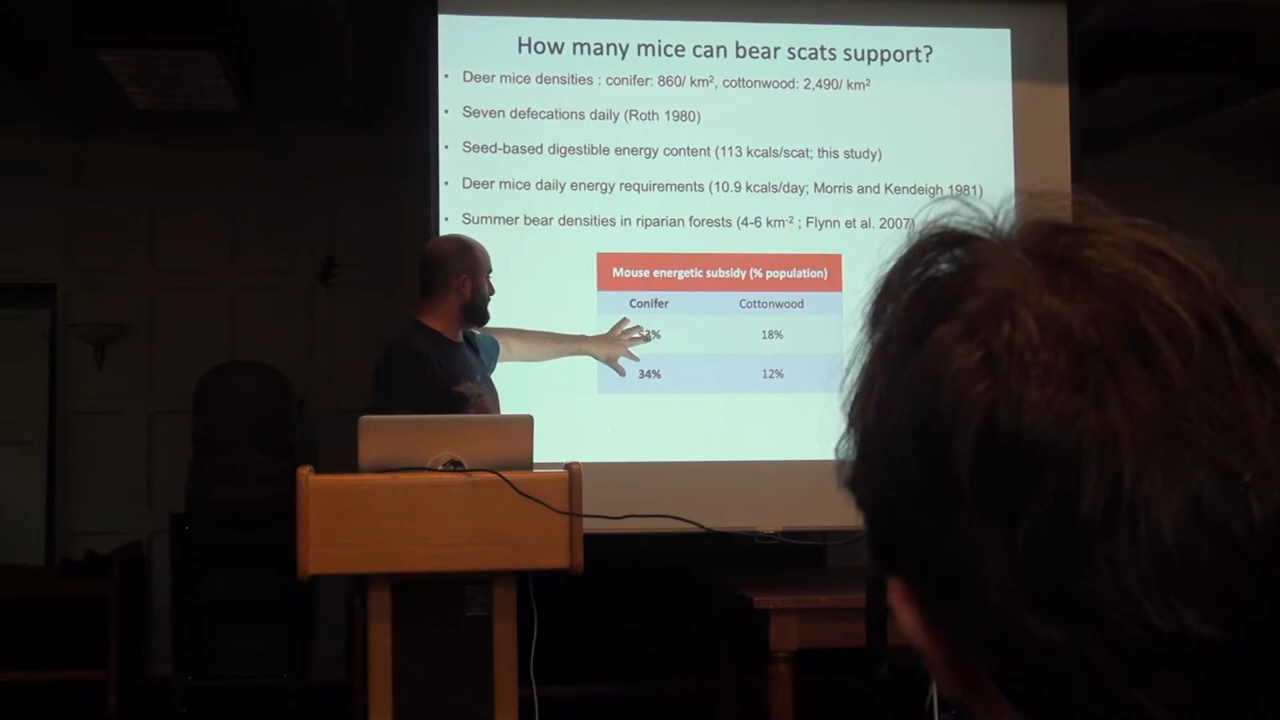 How many mice can bear scats support?
• Deer mice densities : conifer: 860/ km², cottonwood: 2,490/ km²
• Seven defecations daily (Roth 1980)
• Seed-based digestible energy content (113 kcals/scat; this study)
• Deer mice daily energy requirements (10.9 kcals/day; Morris and Kendeigh 1981)
• Summer bear densities in riparian forests (4-6 km⁻² ; Flynn et al. 2007)
Mouse energetic subsidy (% population)
Conifer Cottonwood
18%
34% 12%